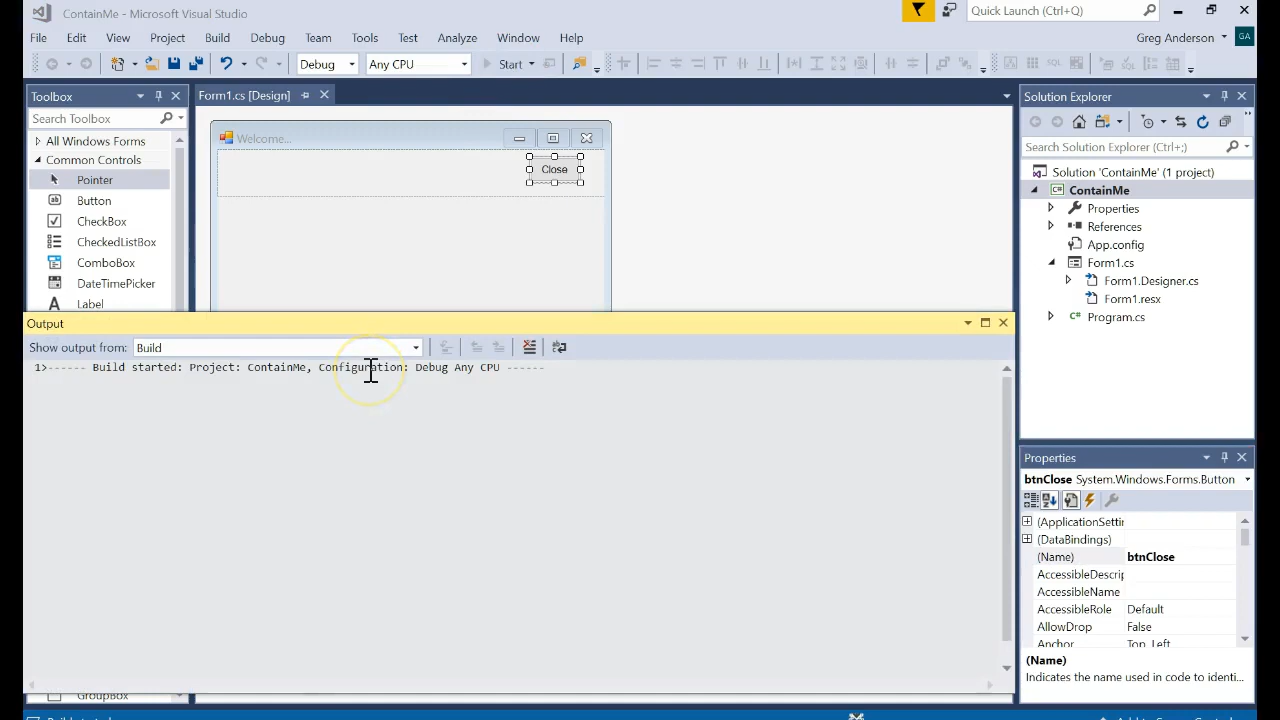 ContainMe - Microsoft Visual Studio
Quick Launch (Ctrl+Q)
File Edit View Project Build Debug Team Tools Test Analyze Window Help
Greg Anderson GA
Debug Any CPU Start
Toolbox
Form1.cs [Design]
Solution Explorer
Search Toolbox
All Windows Forms
Common Controls
Pointer
Button
CheckBox
CheckedListBox
ComboBox
DateTimePicker
Label
Welcome...
Close
Search Solution Explorer (Ctrl+;)
Solution 'ContainMe' (1 project)
ContainMe
Properties
References
App.config
Form1.cs
Form1.Designer.cs
Form1.resx
Program.cs
Output
Show output from: Build
1>------ Build started: Project: ContainMe, Configuration: Debug Any CPU ------
GroupBox
Properties
btnClose System.Windows.Forms.Button
(ApplicationSettin
(DataBindings)
(Name) btnClose
AccessibleDescrip
AccessibleName
AccessibleRole Default
AllowDrop False
Anchor Top, Left
(Name)
Indicates the name used in code to identi...